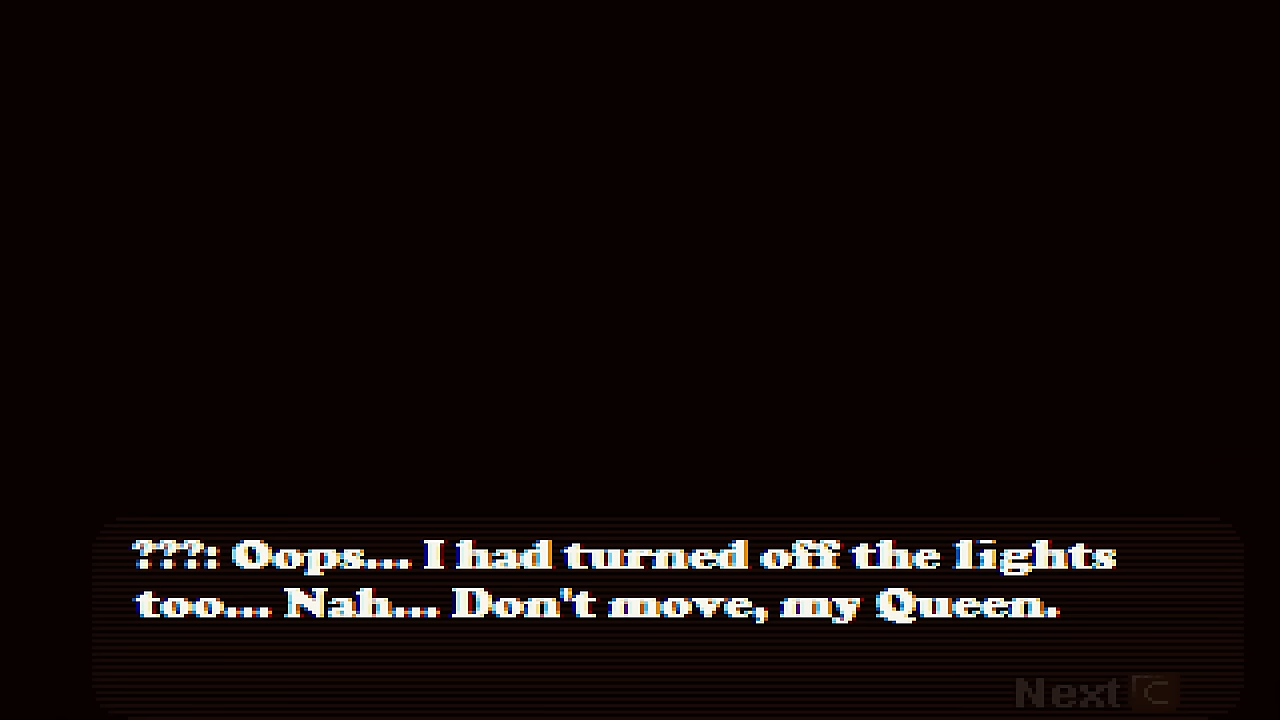 ???: Oops... I had turned off the lights
too... Nah... Don't move, my Queen.
Next C